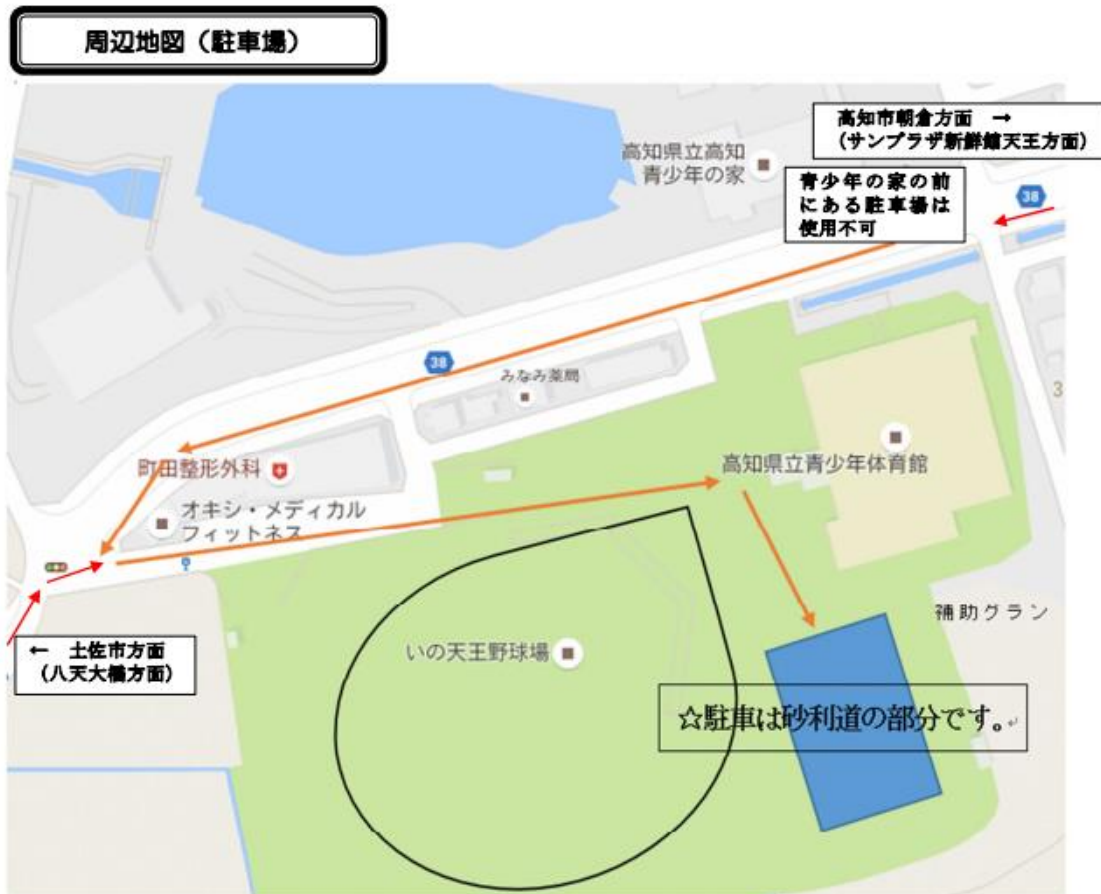 周辺地図（駐車場）
高知市朝倉方面 →
（サンプラザ新鮮館天王方面）
高知県立高知
青少年の家
青少年の家の前
にある駐車場は
使用不可
38
38
みなみ薬局
町田整形外科
高知県立青少年体育館
オキシ・メディカル
フィットネス
3
補助グラン
← 土佐市方面
（八天大橋方面）
いの天王野球場
☆駐車は砂利道の部分です。